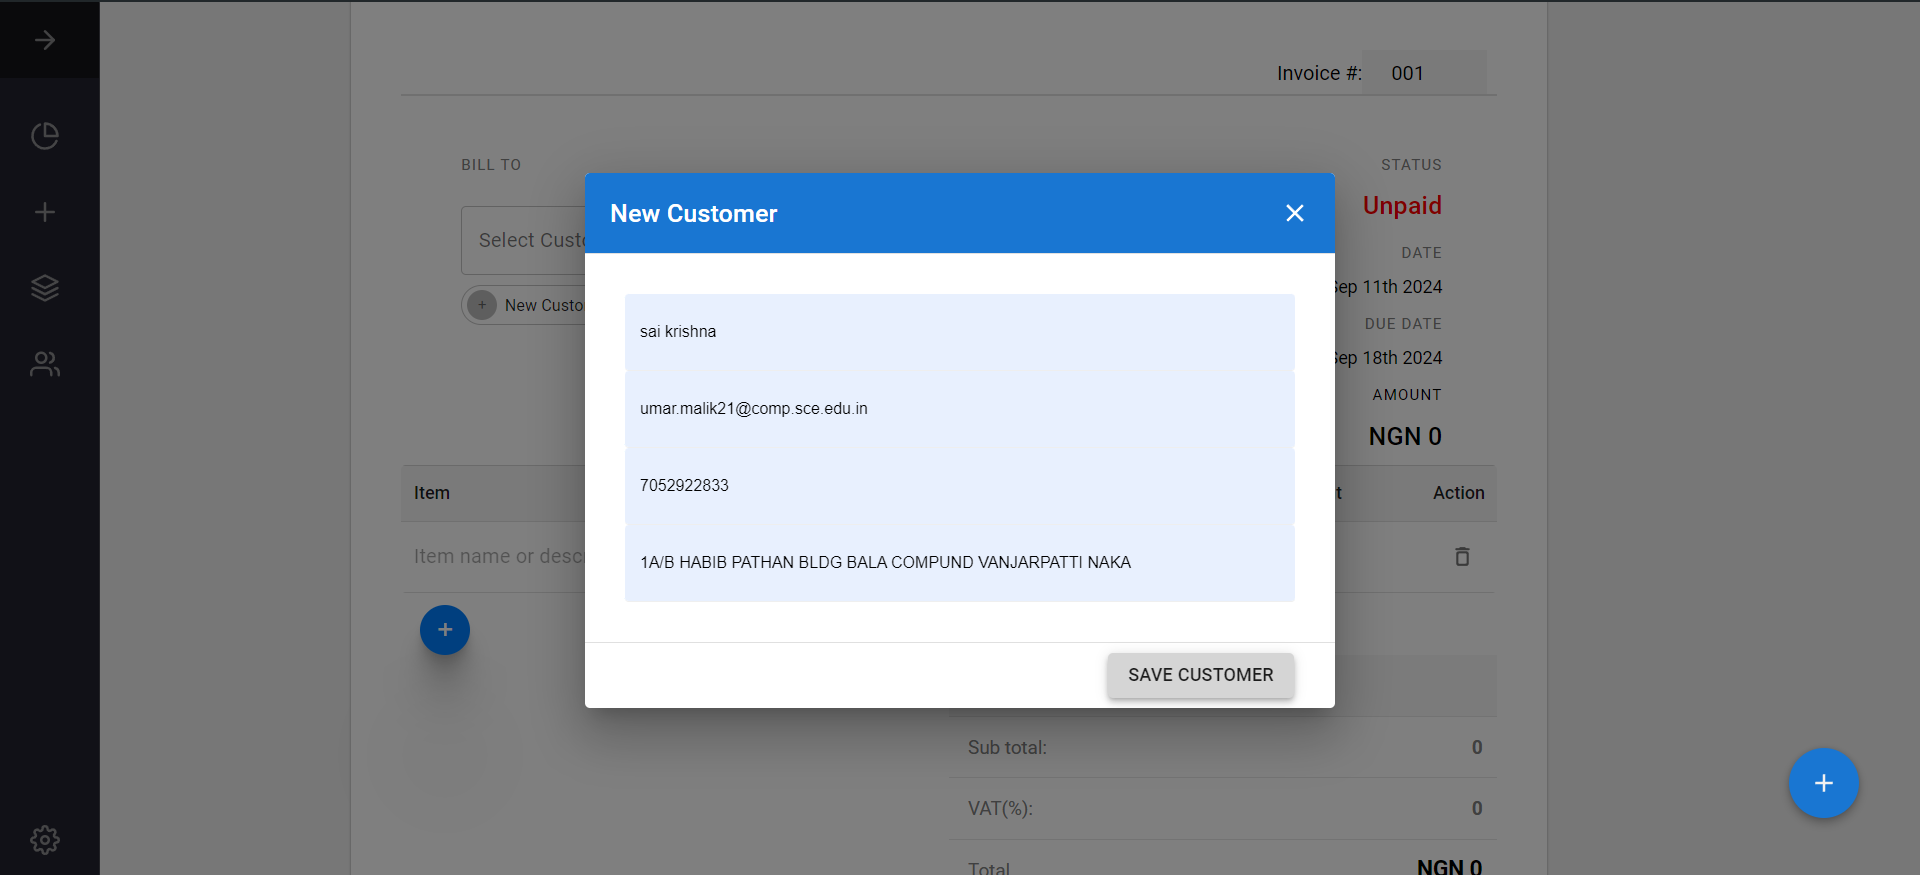 Invoice #: 001
BILL TO
STATUS
Unpaid
Select Custo
New Custo
DATE
Sep 11th 2024
DUE DATE
Sep 18th 2024
AMOUNT
NGN 0
New Customer
sai krishna
umar.malik21@comp.sce.edu.in
7052922833
1A/B HABIB PATHAN BLDG BALA COMPUND VANJARPATTI NAKA
SAVE CUSTOMER
Item
t
Action
Item name or descr
Sub total: 0
VAT(%): 0
Total NGN 0